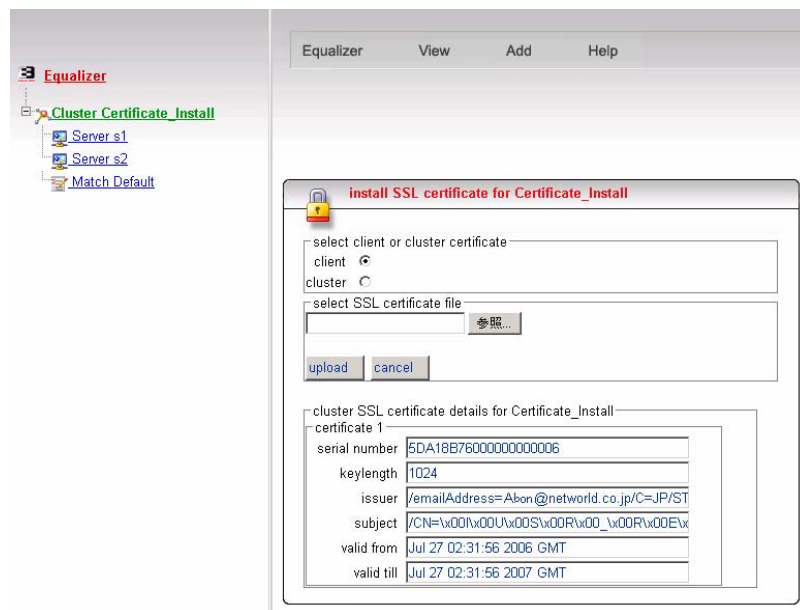 Equalizer View Add Help
Equalizer
Cluster Certificate_Install
Server s1
Server s2
Match Default
install SSL certificate for Certificate_Install
select client or cluster certificate
client
cluster
select SSL certificate file
参照...
upload cancel
cluster SSL certificate details for Certificate_Install
certificate 1
serial number 5DA18B76000000000006
keylength 1024
issuer /emailAddress=Abon@networld.co.jp/C=JP/ST
subject /CN=\x00I\x00U\x00S\x00R\x00_\x00R\x00E\x
valid from Jul 27 02:31:56 2006 GMT
valid till Jul 27 02:31:56 2007 GMT